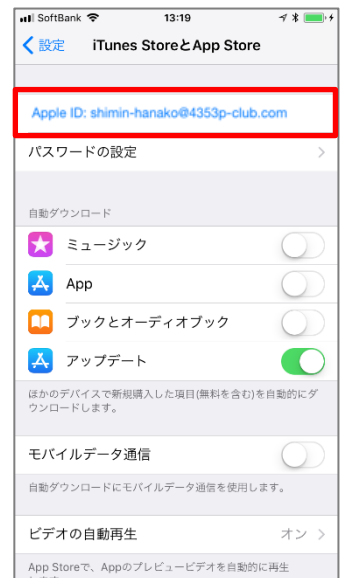 SoftBank 13:19
設定 iTunes StoreとApp Store
Apple ID: shimin-hanako@4353p-club.com
パスワードの設定
自動ダウンロード
ミュージック
App
ブックとオーディオブック
アップデート
ほかのデバイスで新規購入した項目(無料を含む)を自動的にダ
ウンロードします。
モバイルデータ通信
自動ダウンロードにモバイルデータ通信を使用します。
ビデオの自動再生 オン
App Storeで、Appのプレビュービデオを自動的に再生